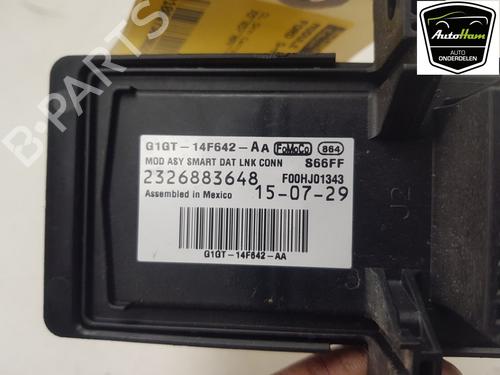 AutoHam
AUTO
ONDERDELEN
B-PARTS
G1GT-14F642-AA FoMoCo 864
MOD ASY SMART DAT LNK CONN S66FF
2326883648 F00HJ01343
Assembled in Mexico 15-07-29
G1GT-14F642-AA
J2